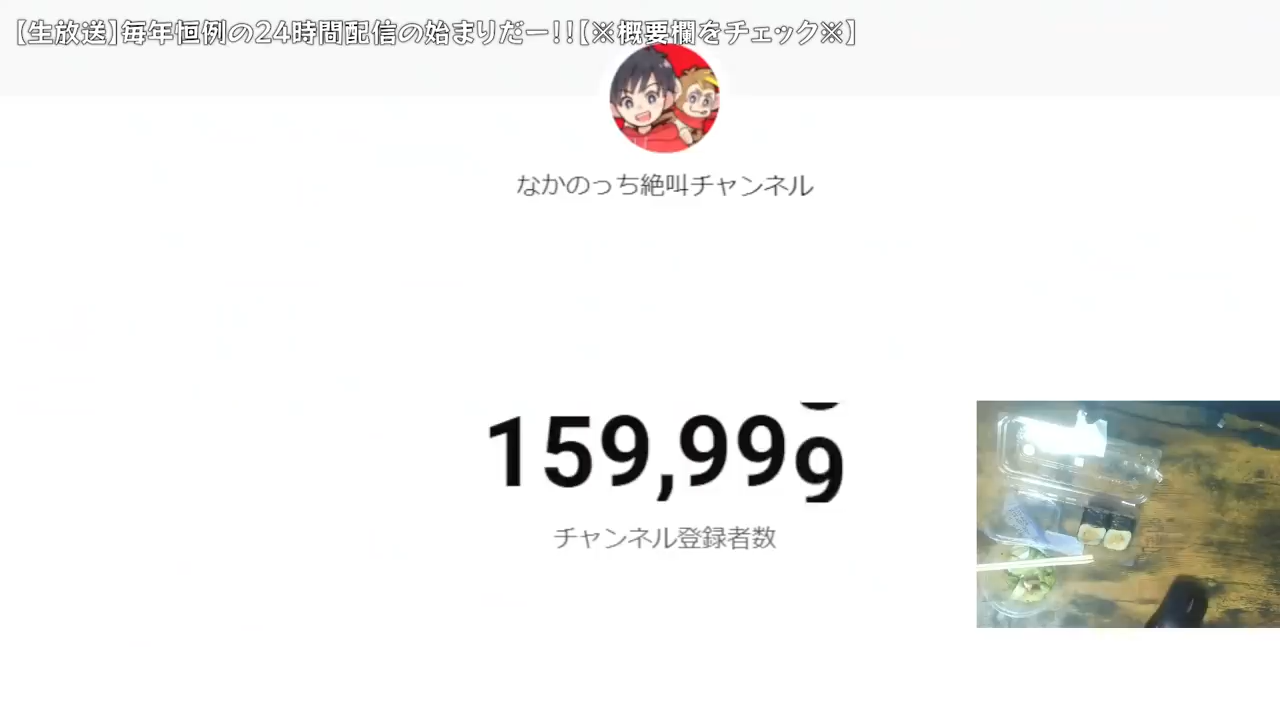 【生放送】毎年恒例の24時間配信の始まりだー!!【※概要欄をチェック※】
なかのっち絶叫チャンネル
159,999
チャンネル登録者数